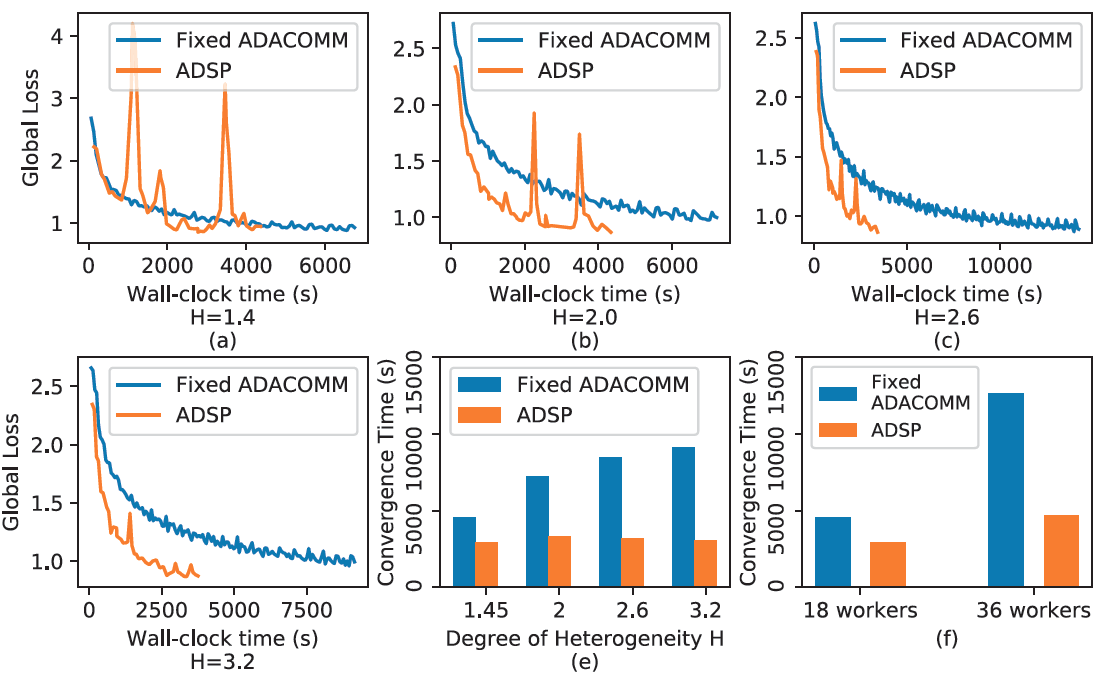 Fixed ADACOMM
ADSP
Global Loss
4
3
2
1
0
2000
4000
6000
Wall-clock time (s)
H=1.4
(a)
Fixed ADACOMM
ADSP
2.5
2.0
1.5
1.0
0
2000
4000
6000
Wall-clock time (s)
H=2.0
(b)
Fixed ADACOMM
ADSP
2.5
2.0
1.5
1.0
0
5000
10000
Wall-clock time (s)
H=2.6
(c)
Fixed ADACOMM
ADSP
Global Loss
2.5
2.0
1.5
1.0
0
2500
5000
7500
Wall-clock time (s)
H=3.2
Fixed ADACOMM
ADSP
Convergence Time (s)
15000
10000
5000
0
1.45
2
2.6
3.2
Degree of Heterogeneity H
(e)
Fixed
ADACOMM
ADSP
Convergence Time (s)
15000
10000
5000
0
18 workers
36 workers
(f)